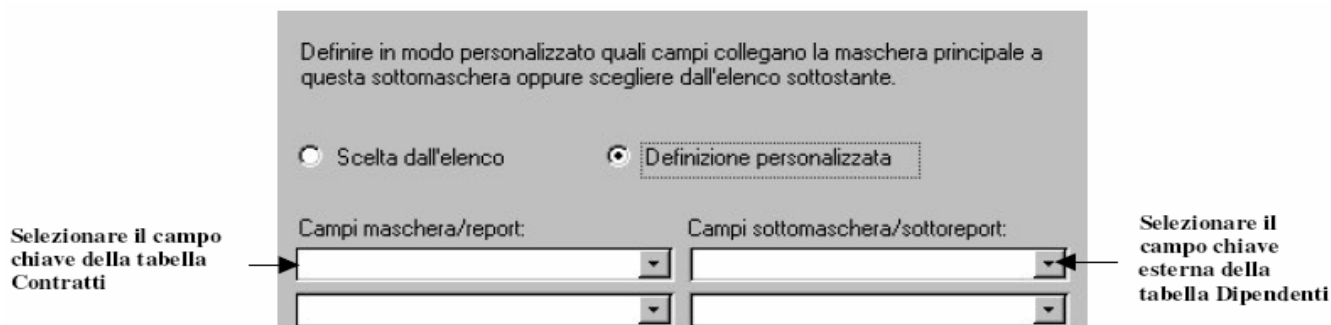 Definire in modo personalizzato quali campi collegano la maschera principale a
questa sottomaschera oppure scegliere dall'elenco sottostante.
Scelta dall'elenco
Definizione personalizzata
Campi maschera/report:
Campi sottomaschera/sottoreport:
Selezionare il campo
chiave della tabella
Contratti
Selezionare il
campo chiave
esterna della
tabella Dipendenti